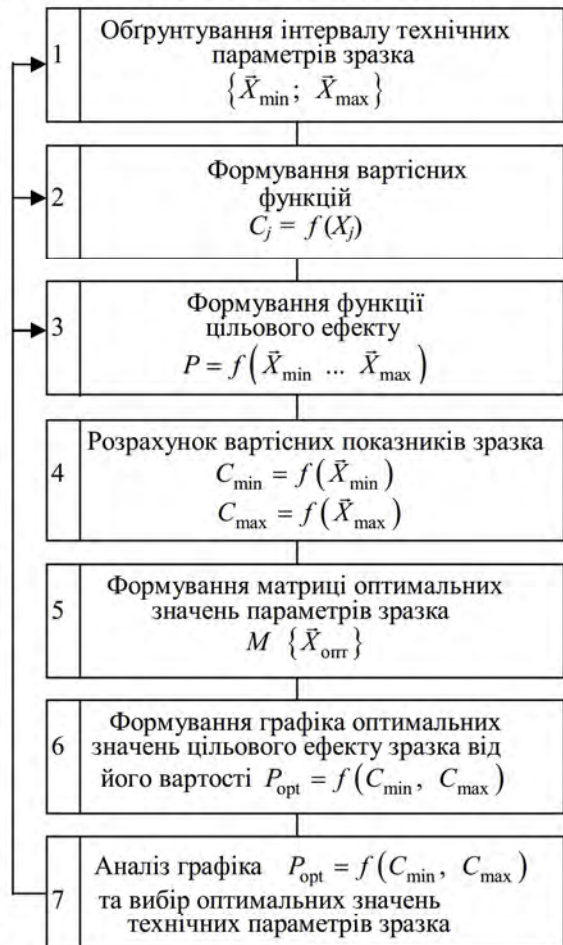 1
Обґрунтування інтервалу технічних
параметрів зразка
{X⃗min; X⃗max}
2
Формування вартісних
функцій
Cj = f(Xj)
3
Формування функції
цільового ефекту
P = f(X⃗min ... X⃗max)
4
Розрахунок вартісних показників зразка
Cmin = f(X⃗min)
Cmax = f(X⃗max)
5
Формування матриці оптимальних
значень параметрів зразка
M {X⃗опт}
6
Формування графіка оптимальних
значень цільового ефекту зразка від
його вартості Popt = f(Cmin, Cmax)
7
Аналіз графіка Popt = f(Cmin, Cmax)
та вибір оптимальних значень
технічних параметрів зразка